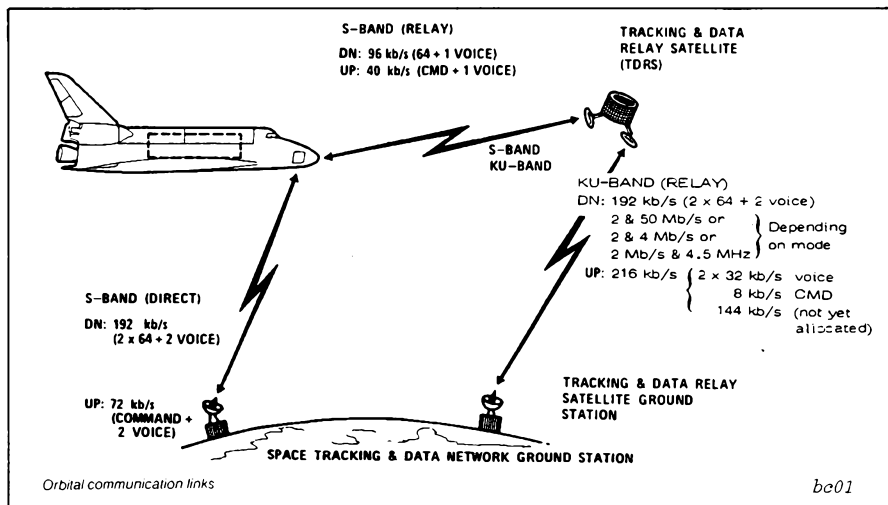 S-BAND (RELAY)
DN: 96 kb/s (64 + 1 VOICE)
UP: 40 kb/s (CMD + 1 VOICE)
TRACKING & DATA
RELAY SATELLITE
(TDRS)
S-BAND
KU-BAND
KU-BAND (RELAY)
DN: 192 kb/s (2 x 64 + 2 voice)
2 & 50 Mb/s or
2 & 4 Mb/s or
2 Mb/s & 4.5 MHz
Depending
on mode
UP: 216 kb/s
2 x 32 kb/s voice
8 kb/s CMD
144 kb/s (not yet
allocated)
S-BAND (DIRECT)
DN: 192 kb/s
(2 x 64 + 2 VOICE)
UP: 72 kb/s
(COMMAND +
2 VOICE)
TRACKING & DATA RELAY
SATELLITE GROUND
STATION
SPACE TRACKING & DATA NETWORK GROUND STATION
Orbital communication links
bc01